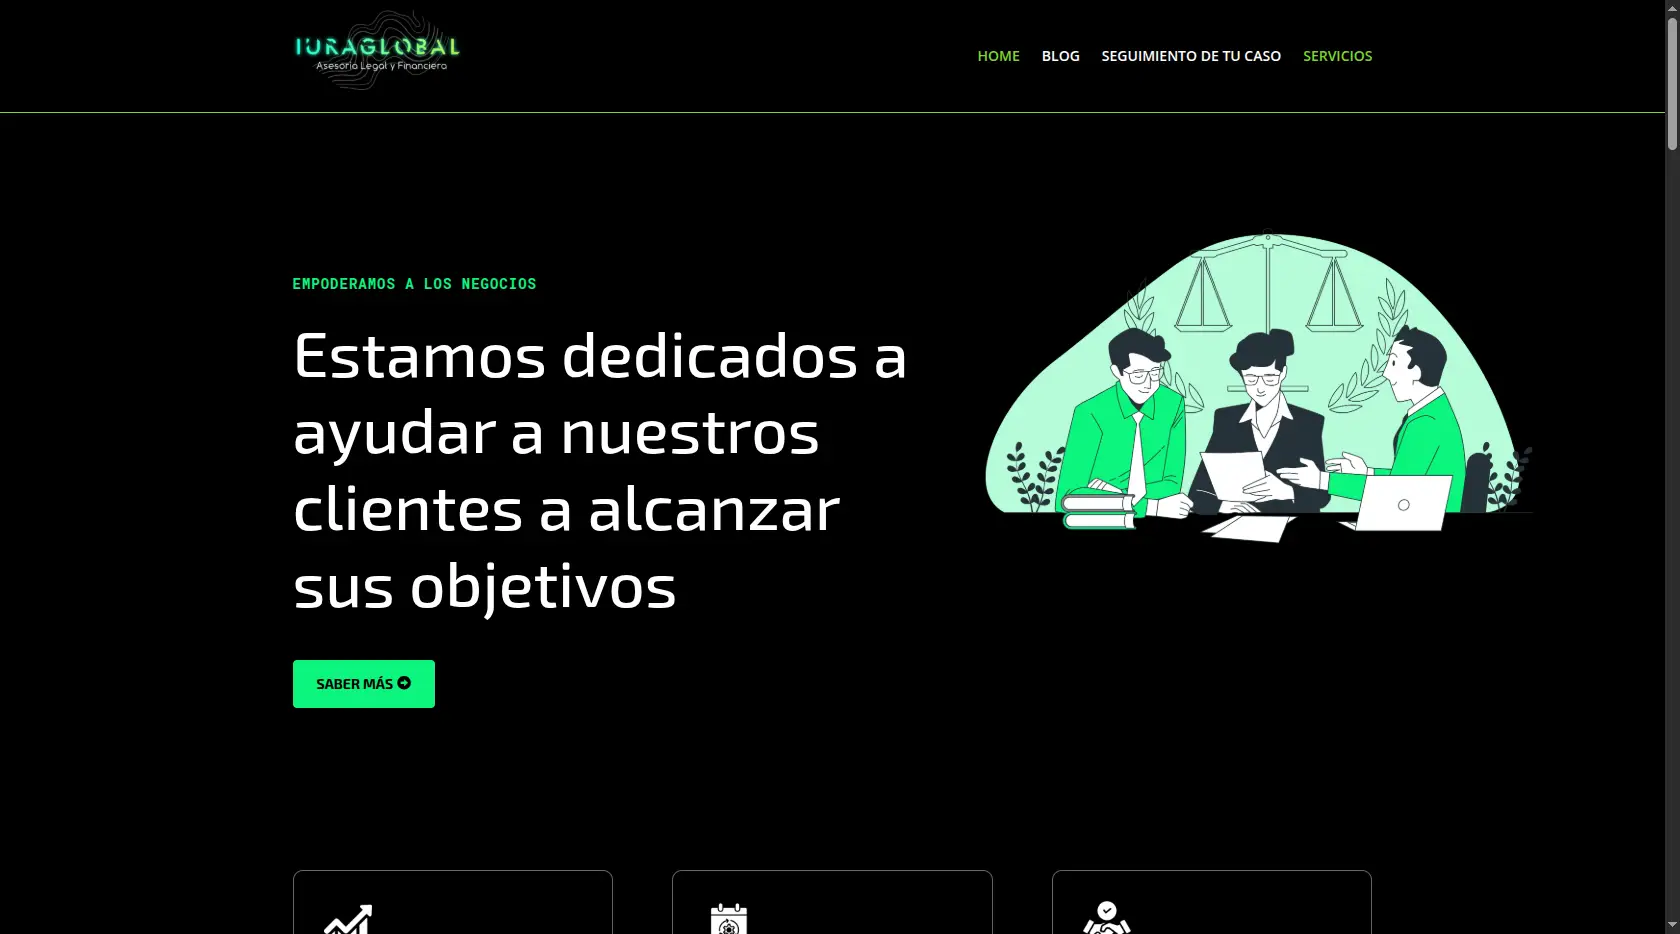 IURAGLOBAL
Asesoría Legal y Financiera
HOME BLOG SEGUIMIENTO DE TU CASO SERVICIOS
EMPODERAMOS A LOS NEGOCIOS
Estamos dedicados a
ayudar a nuestros
clientes a alcanzar
sus objetivos
SABER MÁS